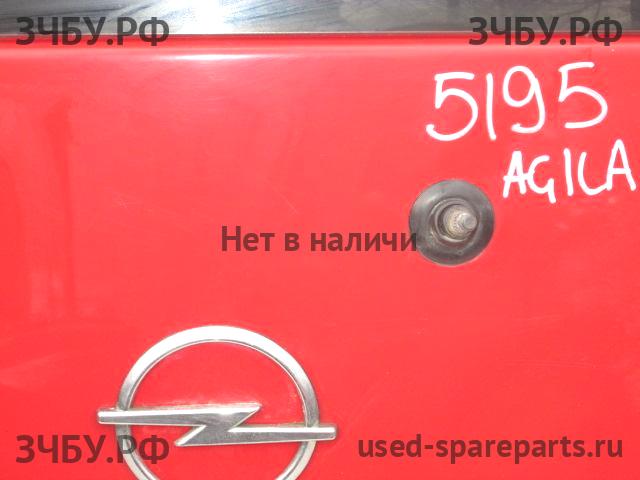 ЗЧБУ.РФ ЗЧБУ.РФ
5195
AGILA
Нет в наличи
ЗЧБУ.РФ used-spareparts.ru